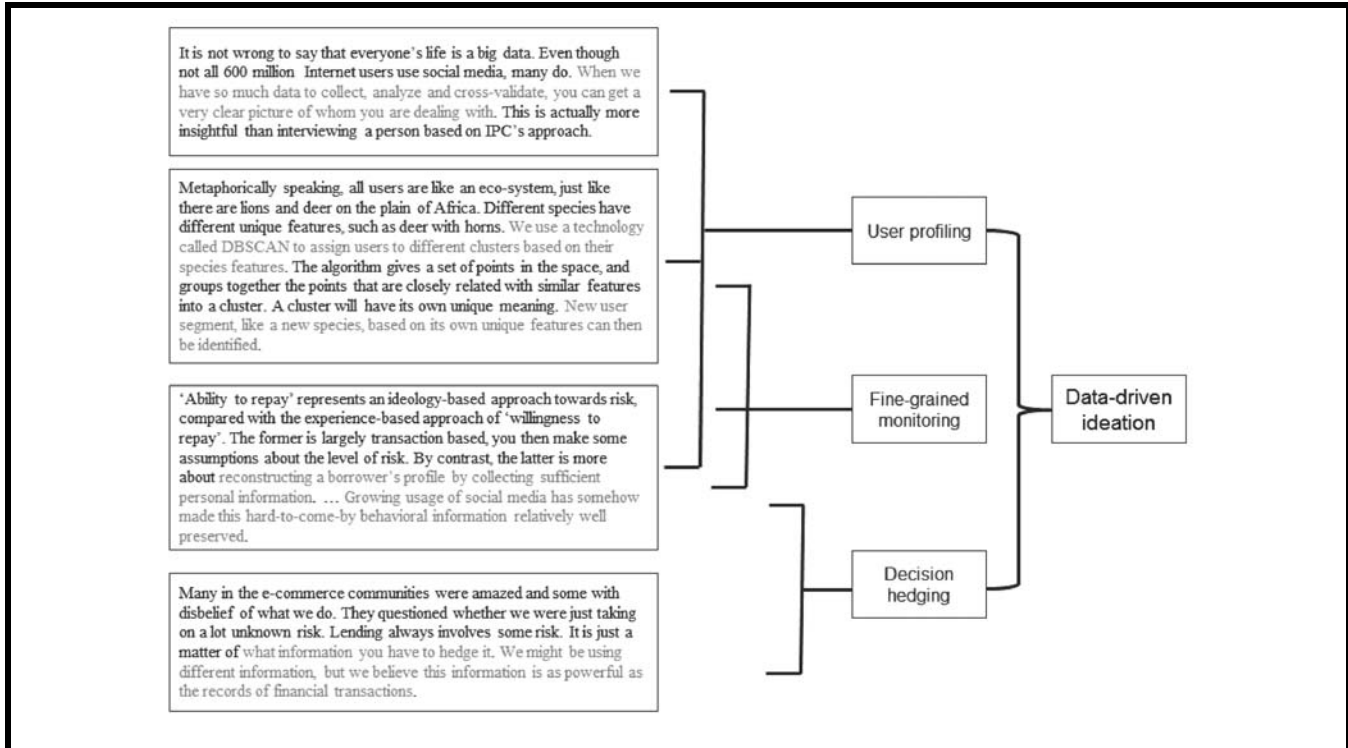 It is not wrong to say that everyone's life is a big data. Even though
not all 600 million Internet users use social media, many do. When we
have so much data to collect, analyze and cross-validate, you can get a
very clear picture of whom you are dealing with. This is actually more
insightful than interviewing a person based on IPC's approach.
Metaphorically speaking, all users are like an eco-system, just like
there are lions and deer on the plain of Africa. Different species have
different unique features, such as deer with horns. We use a technology
called DBSCAN to assign users to different clusters based on their
species features. The algorithm gives a set of points in the space, and
groups together the points that are closely related with similar features
into a cluster. A cluster will have its own unique meaning. New user
segment, like a new species, based on its own unique features can then
be identified.
'Ability to repay' represents an ideology-based approach towards risk,
compared with the experience-based approach of 'willingness to
repay'. The former is largely transaction based, you then make some
assumptions about the level of risk. By contrast, the latter is more
about reconstructing a borrower's profile by collecting sufficient
personal information. … Growing usage of social media has somehow
made this hard-to-come-by behavioral information relatively well
preserved.
Many in the e-commerce communities were amazed and some with
disbelief of what we do. They questioned whether we were just taking
on a lot unknown risk. Lending always involves some risk. It is just a
matter of what information you have to hedge it. We might be using
different information, but we believe this information is as powerful as
the records of financial transactions.
User profiling
Fine-grained
monitoring
Decision
hedging
Data-driven
ideation